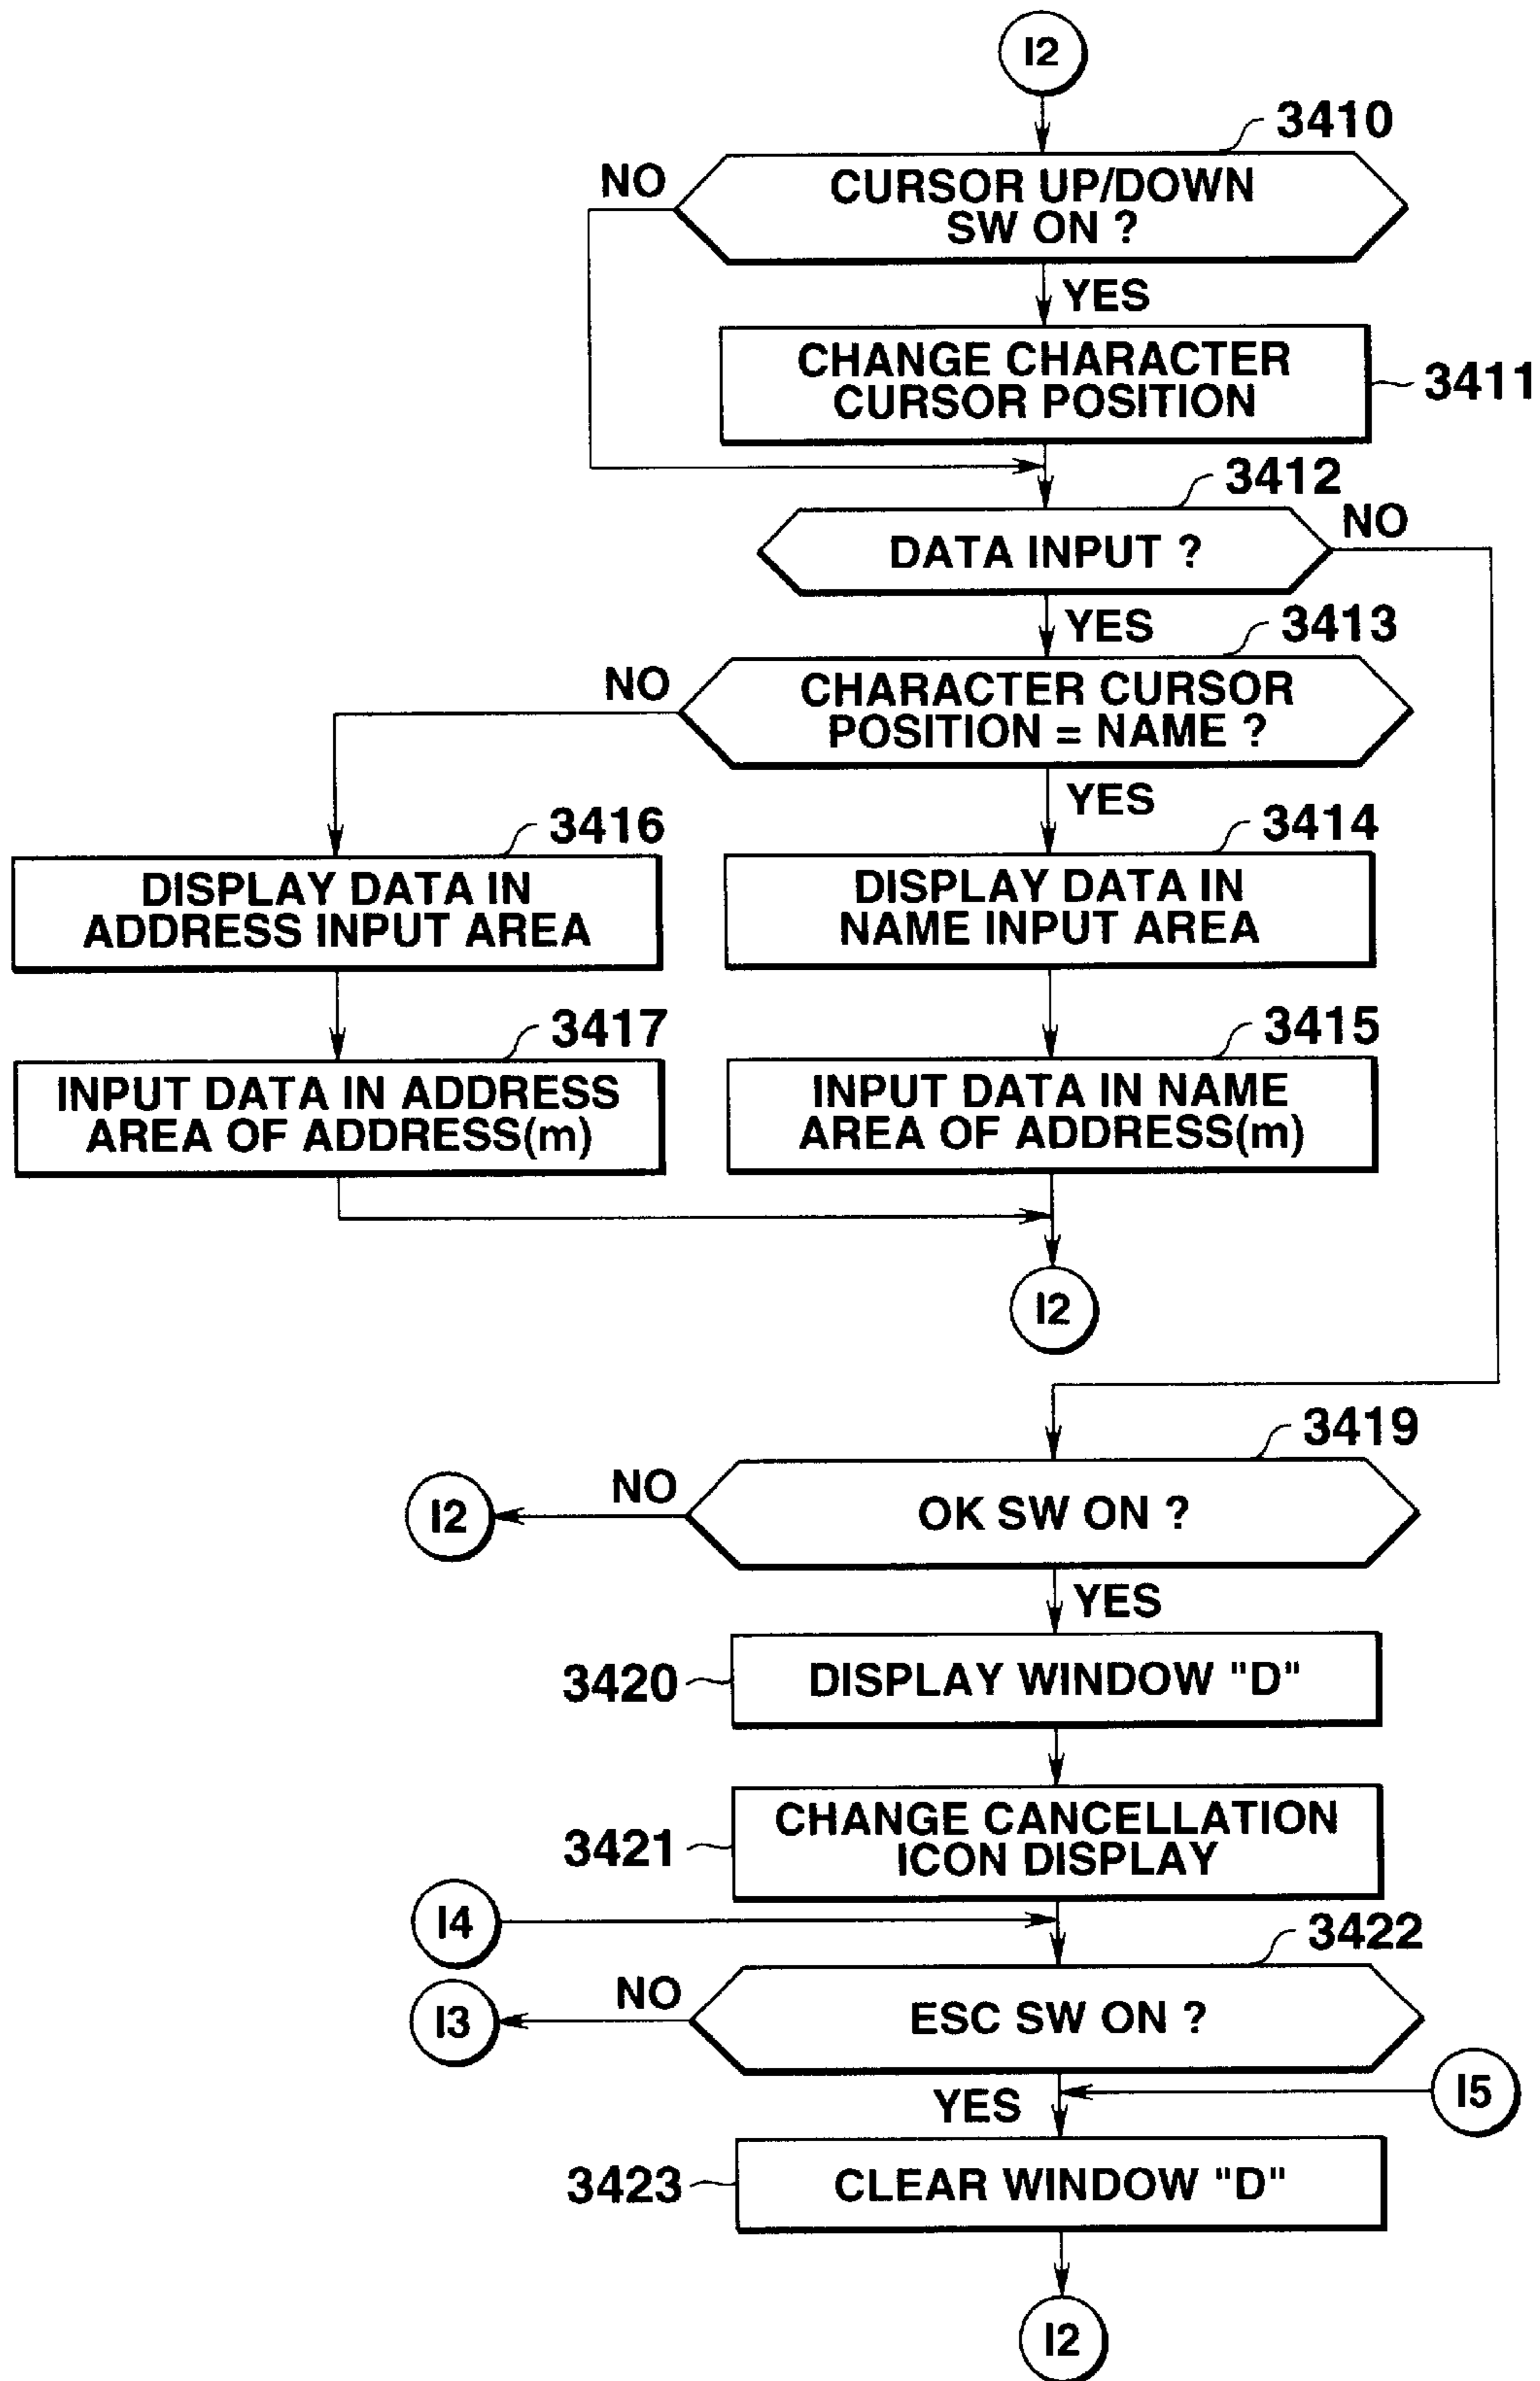 I2
3410
NO
CURSOR UP/DOWN
SW ON ?
YES
CHANGE CHARACTER
CURSOR POSITION
3411
3412
NO
DATA INPUT ?
YES
3413
NO
CHARACTER CURSOR
POSITION = NAME ?
YES
3416
3414
DISPLAY DATA IN
ADDRESS INPUT AREA
DISPLAY DATA IN
NAME INPUT AREA
3417
3415
INPUT DATA IN ADDRESS
AREA OF ADDRESS(m)
INPUT DATA IN NAME
AREA OF ADDRESS(m)
I2
3419
NO
I2
OK SW ON ?
YES
3420
DISPLAY WINDOW "D"
3421
CHANGE CANCELLATION
ICON DISPLAY
I4
3422
NO
I3
ESC SW ON ?
I5
YES
3423
CLEAR WINDOW "D"
I2